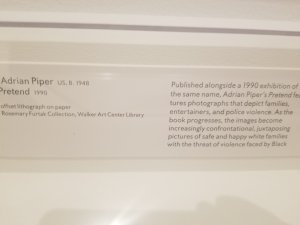 Adrian Piper US, B. 1948
Pretend 1990
offset lithograph on paper
Rosemary Furtak Collection, Walker Art Center Library
Published alongside a 1990 exhibition of
the same name, Adrian Piper's Pretend fea-
tures photographs that depict families,
entertainers, and police violence. As the
book progresses, the images become
increasingly confrontational, juxtaposing
pictures of safe and happy white families
with the threat of violence faced by Black